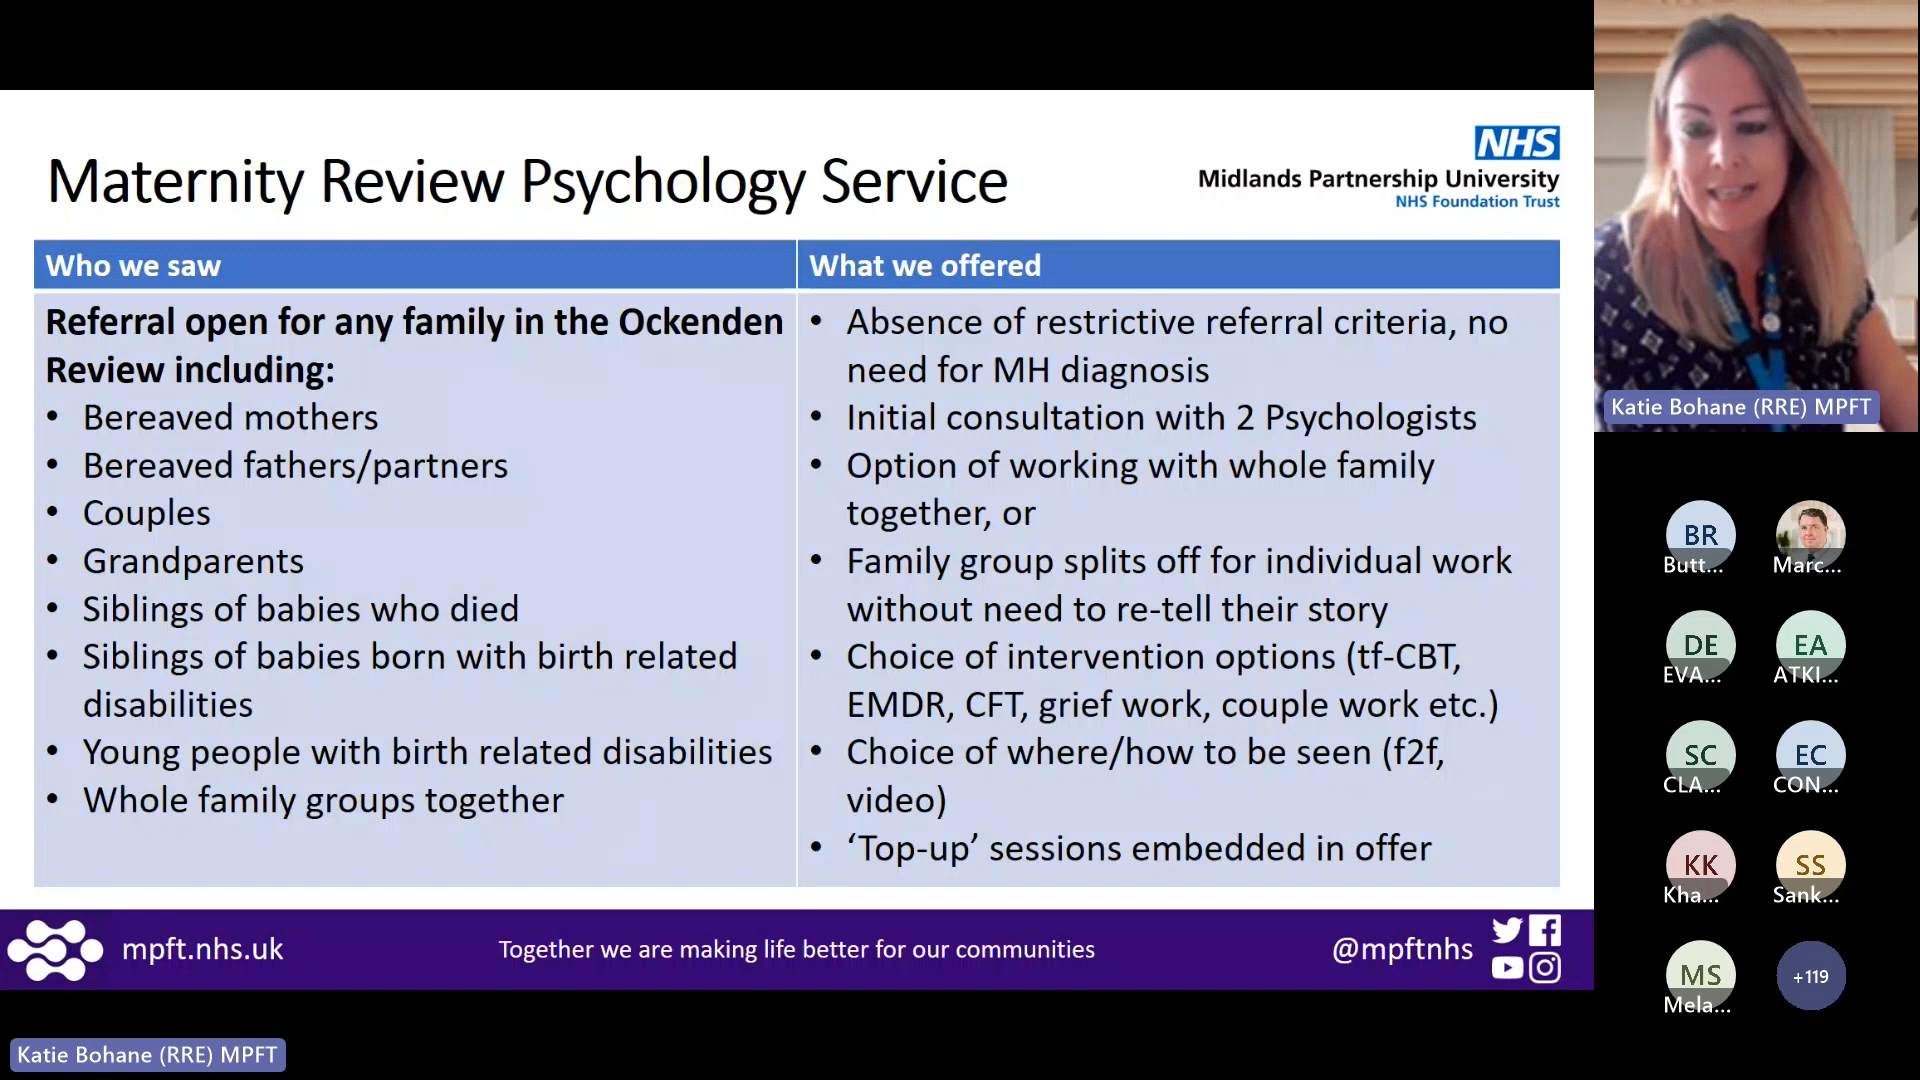 Maternity Review Psychology Service
NHS
Midlands Partnership University
NHS Foundation Trust
Who we saw
Referral open for any family in the Ockenden
Review including:
• Bereaved mothers
• Bereaved fathers/partners
• Couples
• Grandparents
• Siblings of babies who died
• Siblings of babies born with birth related
disabilities
• Young people with birth related disabilities
• Whole family groups together
What we offered
• Absence of restrictive referral criteria, no
need for MH diagnosis
• Initial consultation with 2 Psychologists
• Option of working with whole family
together, or
• Family group splits off for individual work
without need to re-tell their story
• Choice of intervention options (tf-CBT,
EMDR, CFT, grief work, couple work etc.)
• Choice of where/how to be seen (f2f,
video)
• ‘Top-up’ sessions embedded in offer
mpft.nhs.uk
Together we are making life better for our communities
@mpftnhs
Katie Bohane (RRE) MPFT
Katie Bohane (RRE) MPFT
BR
Butt...
Marc...
DE
EVA...
EA
ATKI...
SC
CLA...
EC
CON...
KK
Kha...
SS
Sank...
MS
Mela...
+119